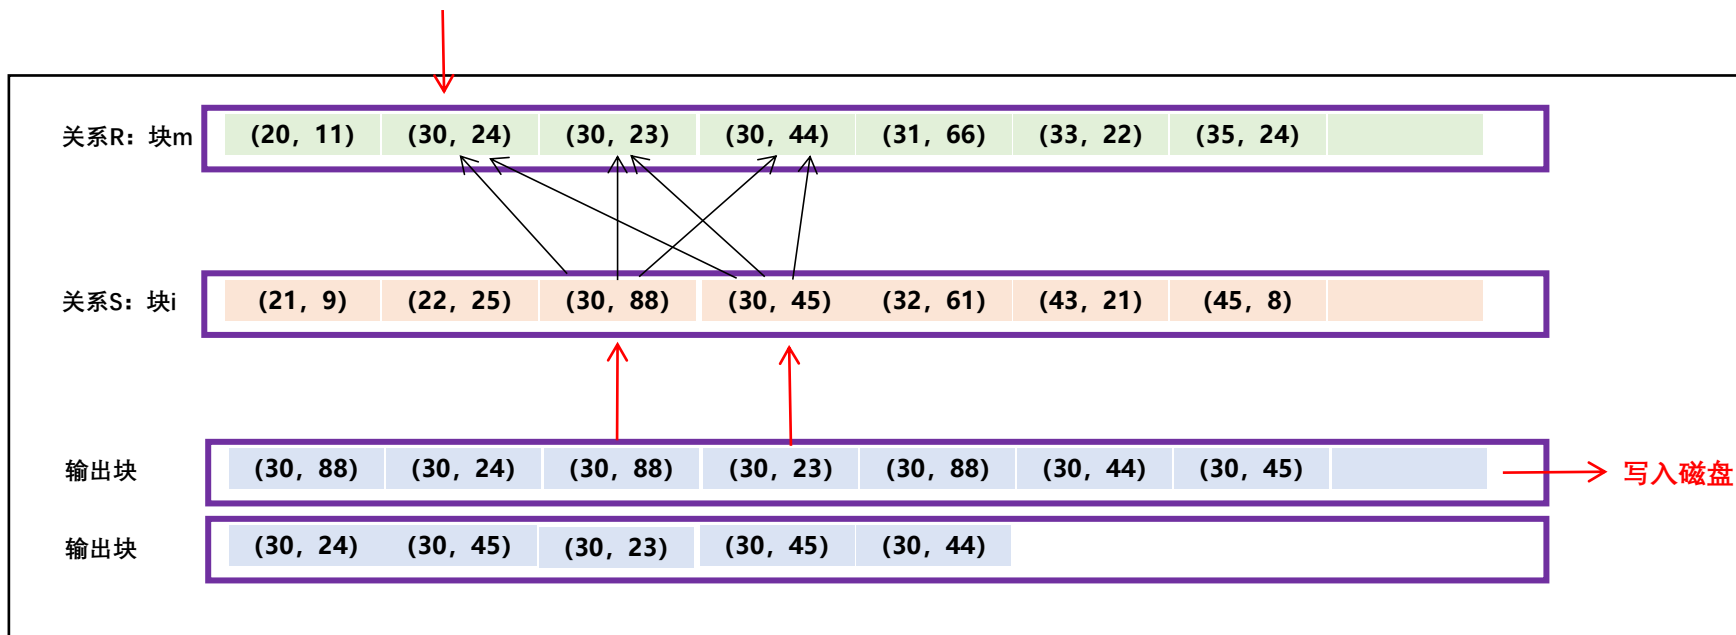 关系R：块m (20，11) (30，24) (30，23) (30，44) (31，66) (33，22) (35，24)
关系S：块i (21，9) (22，25) (30，88) (30，45) (32，61) (43，21) (45，8)
输出块 (30，88) (30，24) (30，88) (30，23) (30，88) (30，44) (30，45) 写入磁盘
输出块 (30，24) (30，45) (30，23) (30，45) (30，44)